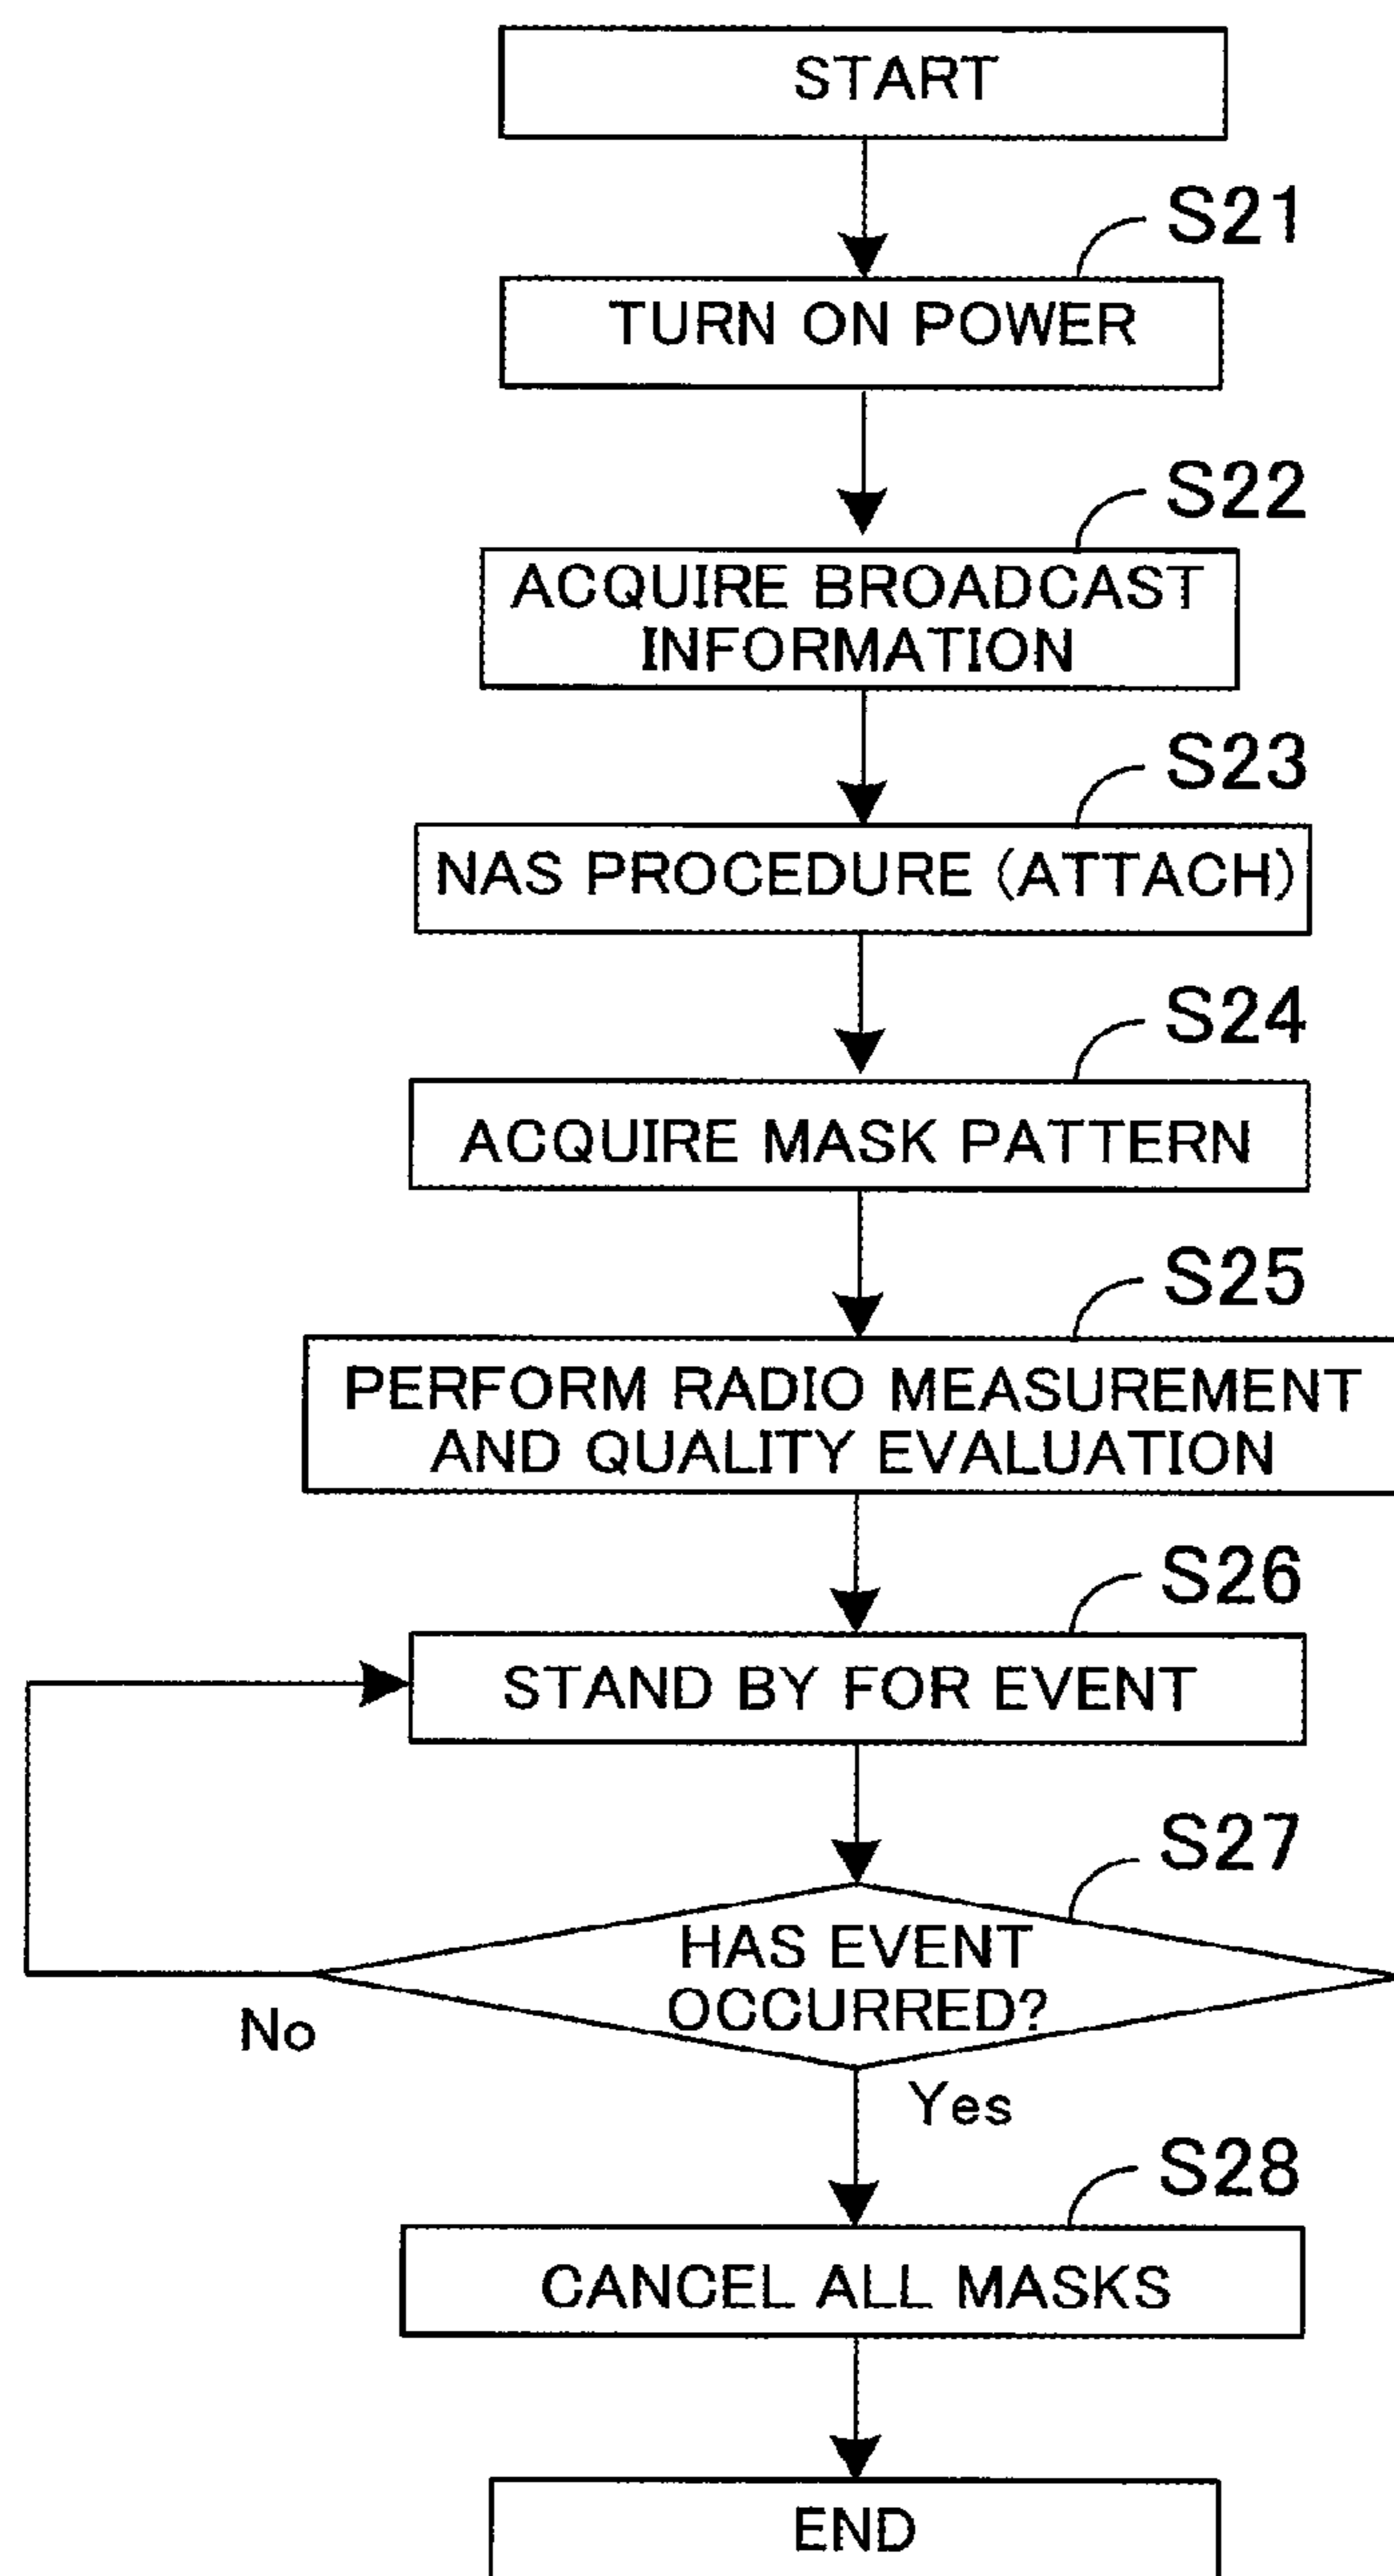 START
S21
TURN ON POWER
S22
ACQUIRE BROADCAST
INFORMATION
S23
NAS PROCEDURE (ATTACH)
S24
ACQUIRE MASK PATTERN
S25
PERFORM RADIO MEASUREMENT
AND QUALITY EVALUATION
S26
STAND BY FOR EVENT
S27
HAS EVENT
OCCURRED?
No
Yes
S28
CANCEL ALL MASKS
END